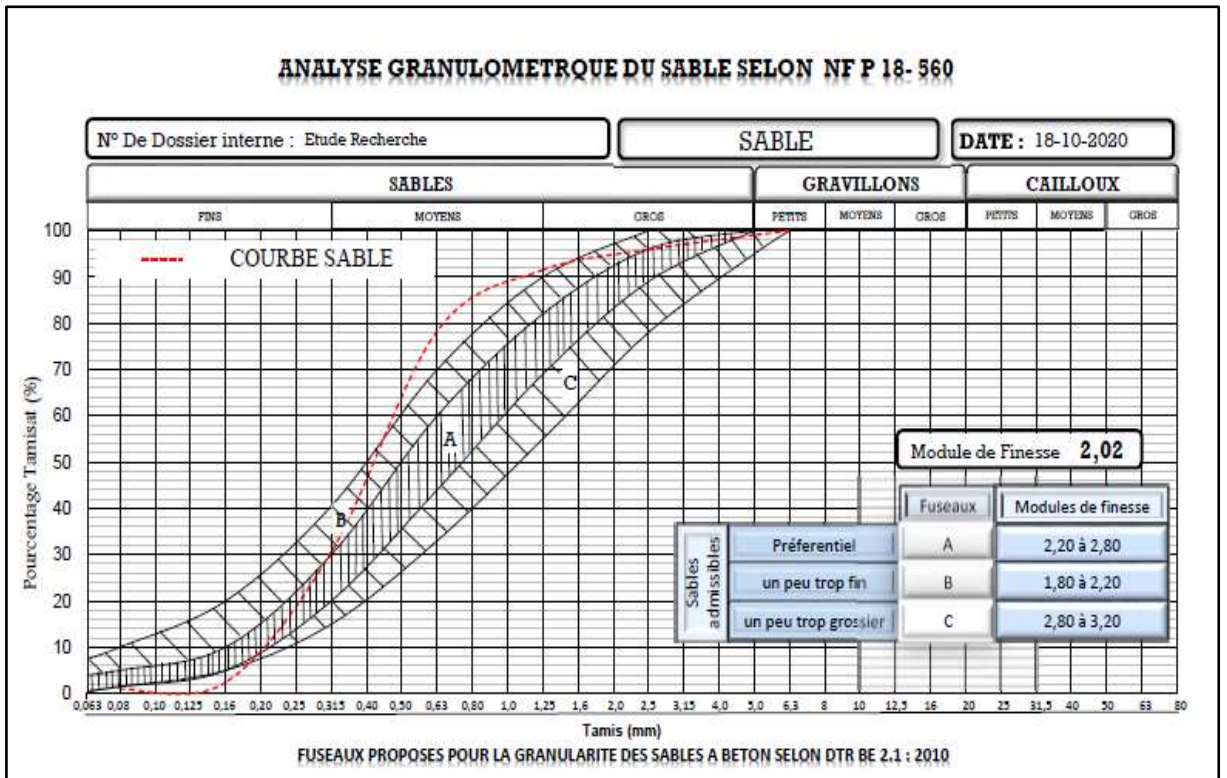 ANALYSE GRANULOMETRQUE DU SABLE SELON NF P 18- 560
N° De Dossier interne : Etude Recherche
SABLE
DATE : 18-10-2020
SABLES
GRAVILLONS
CAILLOUX
FINS
MOYENS
GROS
PETITS
MOYENS
GROS
PETITS
MOYENS
GROS
COURBE SABLE
Pourcentage Tamisat (%)
100
90
80
70
60
50
40
30
20
10
0
A
B
C
Module de Finesse 2,02
Fuseaux
Modules de finesse
Sables admissibles
Préferentiel
A
2,20 à 2,80
un peu trop fin
B
1,80 à 2,20
un peu trop grossier
C
2,80 à 3,20
0,063 0,08 0,10 0,125 0,16 0,20 0,25 0,315 0,40 0,50 0,63 0,80 1,0 1,25 1,6 2,0 2,5 3,15 4,0 5,0 6,3 8 10 12,5 16 20 25 31,5 40 50 63 80
Tamis (mm)
FUSEAUX PROPOSES POUR LA GRANULARITE DES SABLES A BETON SELON DTR BE 2.1 : 2010